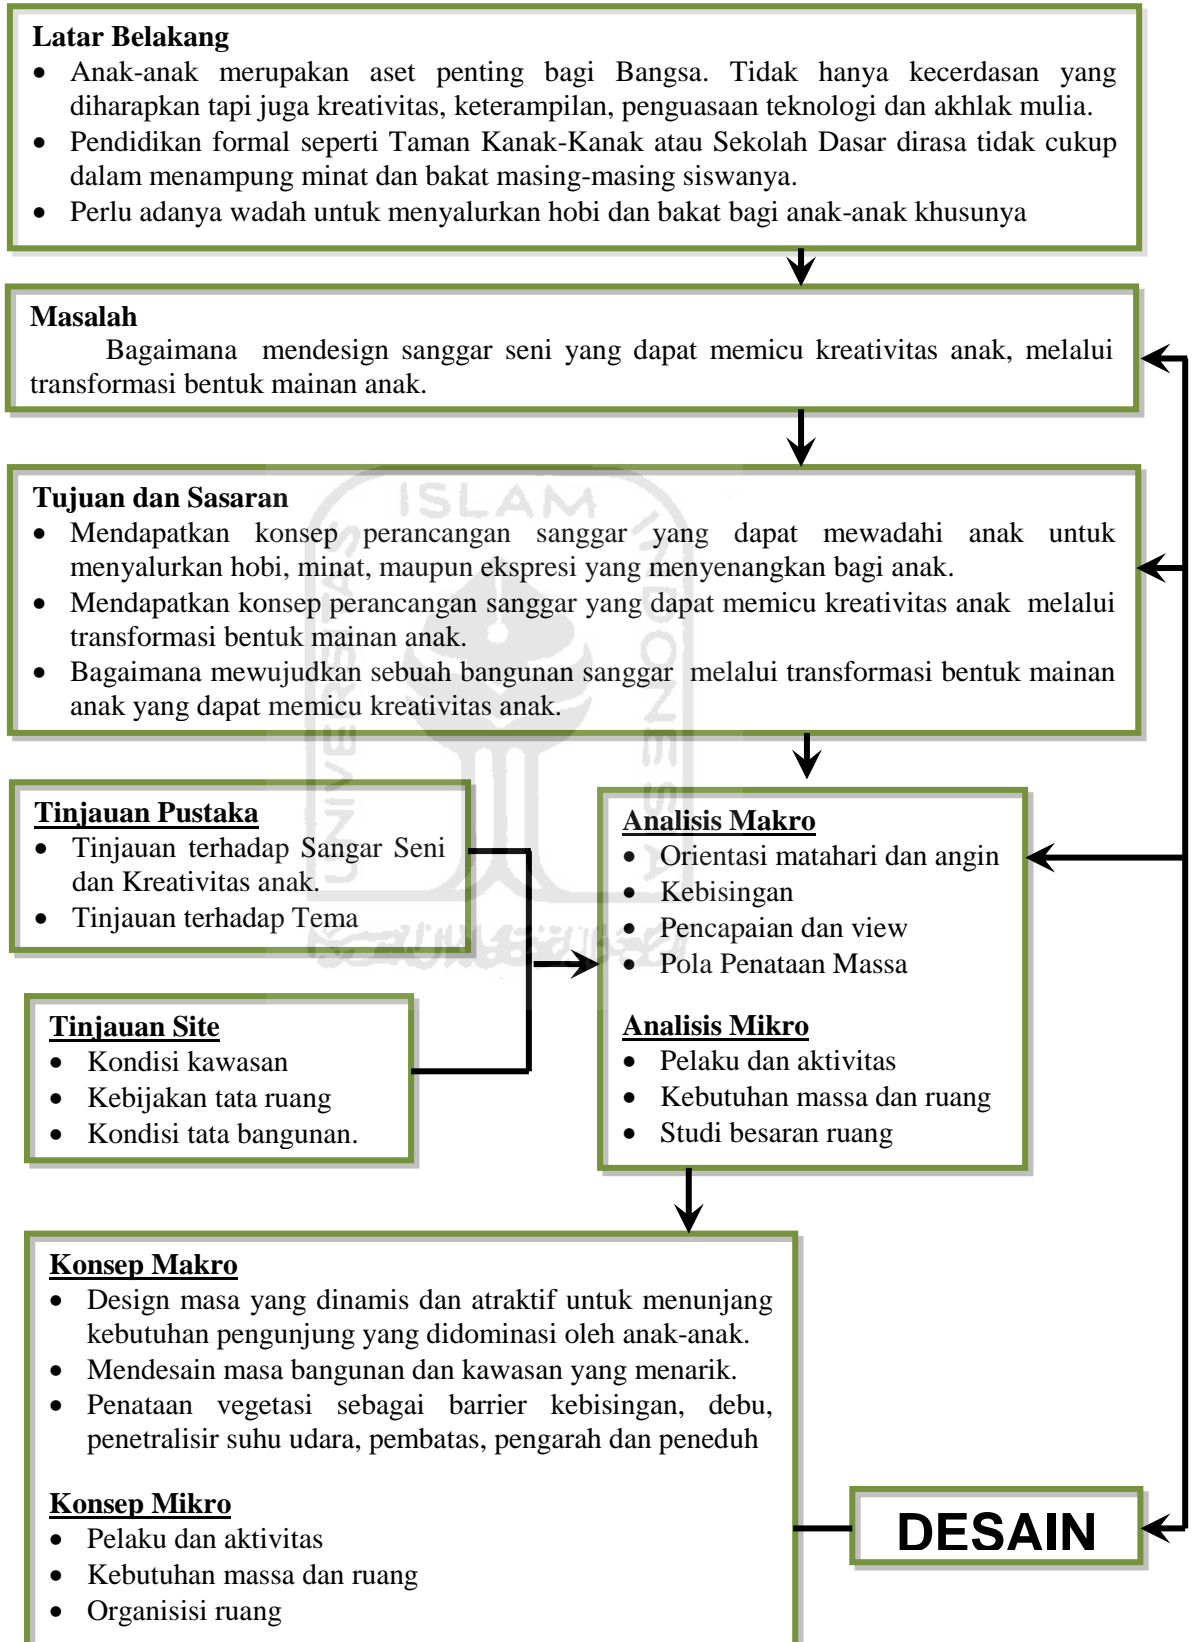 Latar Belakang
• Anak-anak merupakan aset penting bagi Bangsa. Tidak hanya kecerdasan yang
diharapkan tapi juga kreativitas, keterampilan, penguasaan teknologi dan akhlak mulia.
• Pendidikan formal seperti Taman Kanak-Kanak atau Sekolah Dasar dirasa tidak cukup
dalam menampung minat dan bakat masing-masing siswanya.
• Perlu adanya wadah untuk menyalurkan hobi dan bakat bagi anak-anak khusunya
Masalah
Bagaimana mendesign sanggar seni yang dapat memicu kreativitas anak, melalui
transformasi bentuk mainan anak.
Tujuan dan Sasaran
• Mendapatkan konsep perancangan sanggar yang dapat mewadahi anak untuk
menyalurkan hobi, minat, maupun ekspresi yang menyenangkan bagi anak.
• Mendapatkan konsep perancangan sanggar yang dapat memicu kreativitas anak melalui
transformasi bentuk mainan anak.
• Bagaimana mewujudkan sebuah bangunan sanggar melalui transformasi bentuk mainan
anak yang dapat memicu kreativitas anak.
UNIVERSITAS
ISLAM
INDONESIA
Tinjauan Pustaka
• Tinjauan terhadap Sangar Seni
dan Kreativitas anak.
• Tinjauan terhadap Tema
Tinjauan Site
• Kondisi kawasan
• Kebijakan tata ruang
• Kondisi tata bangunan.
Analisis Makro
• Orientasi matahari dan angin
• Kebisingan
• Pencapaian dan view
• Pola Penataan Massa
Analisis Mikro
• Pelaku dan aktivitas
• Kebutuhan massa dan ruang
• Studi besaran ruang
Konsep Makro
• Design masa yang dinamis dan atraktif untuk menunjang
kebutuhan pengunjung yang didominasi oleh anak-anak.
• Mendesain masa bangunan dan kawasan yang menarik.
• Penataan vegetasi sebagai barrier kebisingan, debu,
penetralisir suhu udara, pembatas, pengarah dan peneduh
Konsep Mikro
• Pelaku dan aktivitas
• Kebutuhan massa dan ruang
• Organisisi ruang
DESAIN